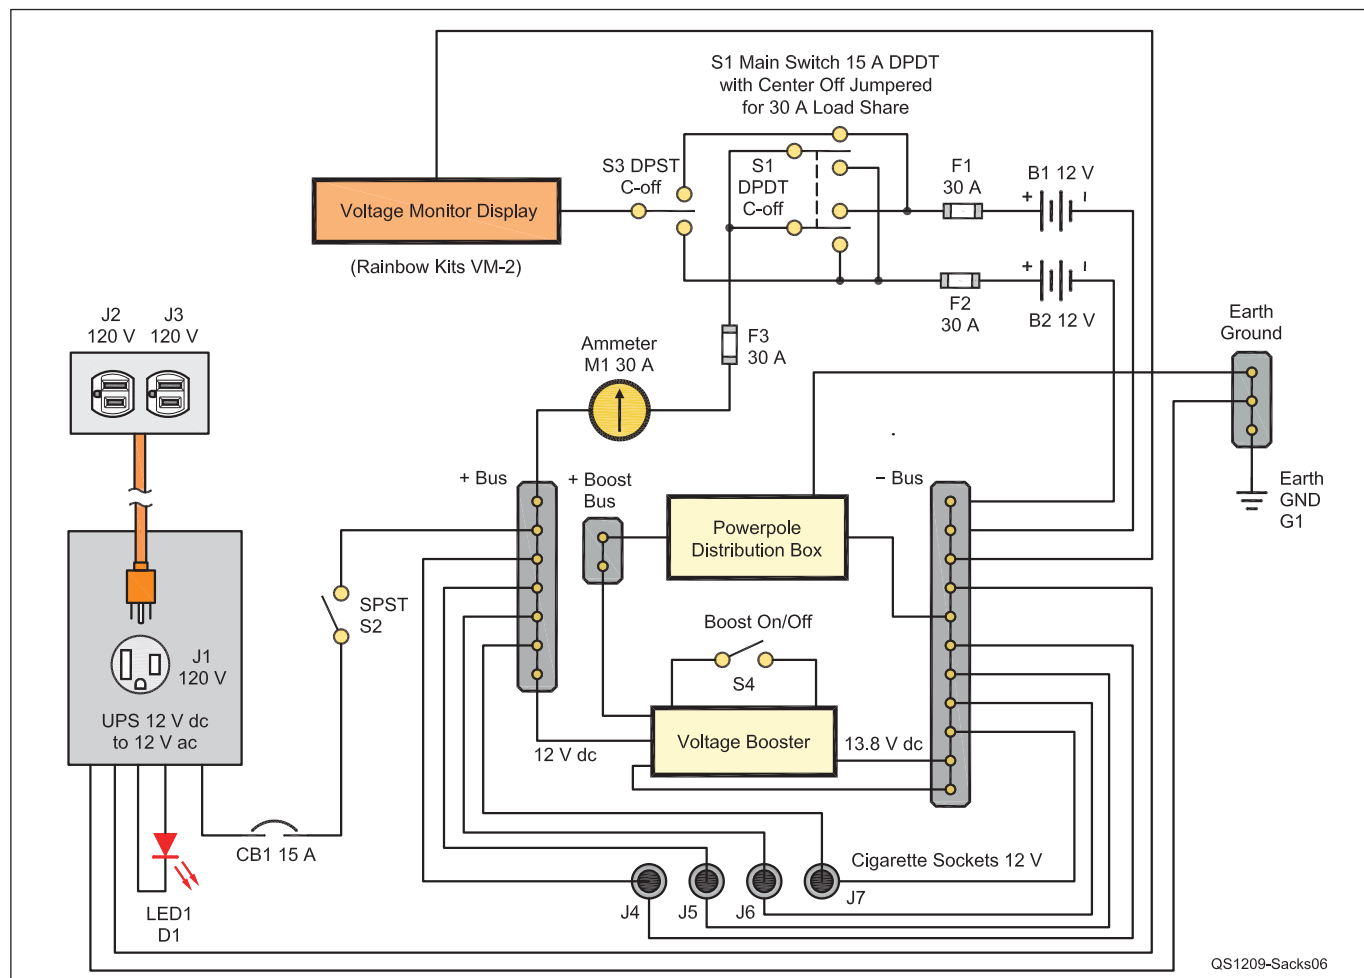 S1 Main Switch 15 A DPDT
with Center Off Jumpered
for 30 A Load Share
S3 DPST
C-off
S1
DPDT
C-off
F1
30 A
B1 12 V
+
-
Voltage Monitor Display
(Rainbow Kits VM-2)
+
-
F2
30 A
B2 12 V
J2
120 V
J3
120 V
Ammeter
M1 30 A
F3
30 A
Earth
Ground
+ Bus
+ Boost
Bus
– Bus
Earth
GND
G1
Powerpole
Distribution Box
SPST
S2
Boost On/Off
S4
J1
120 V
UPS 12 V dc
to 12 V ac
12 V dc
Voltage Booster
13.8 V dc
CB1 15 A
Cigarette Sockets 12 V
J4
J5
J6
J7
LED1
D1
QS1209-Sacks06